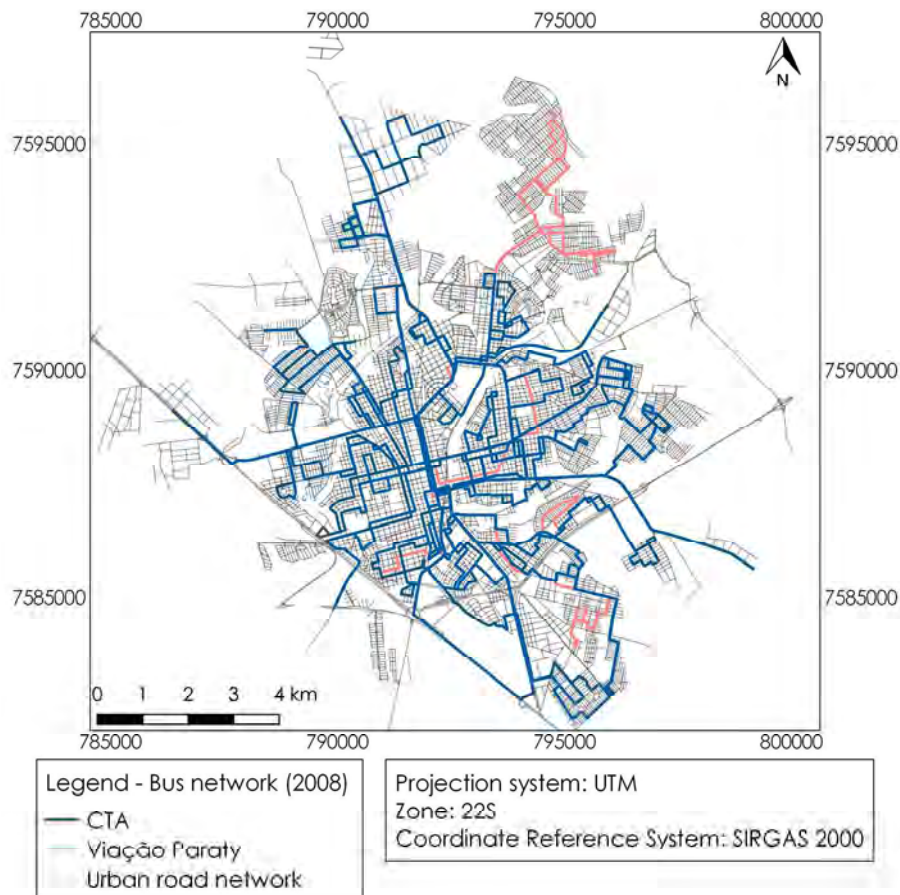 785000 790000 795000 800000
N
7595000 7595000
7590000 7590000
7585000 7585000
0 1 2 3 4 km
785000 790000 795000 800000
Legend - Bus network (2008)
CTA
Viação Paraty
Urban road network
Projection system: UTM
Zone: 22S
Coordinate Reference System: SIRGAS 2000